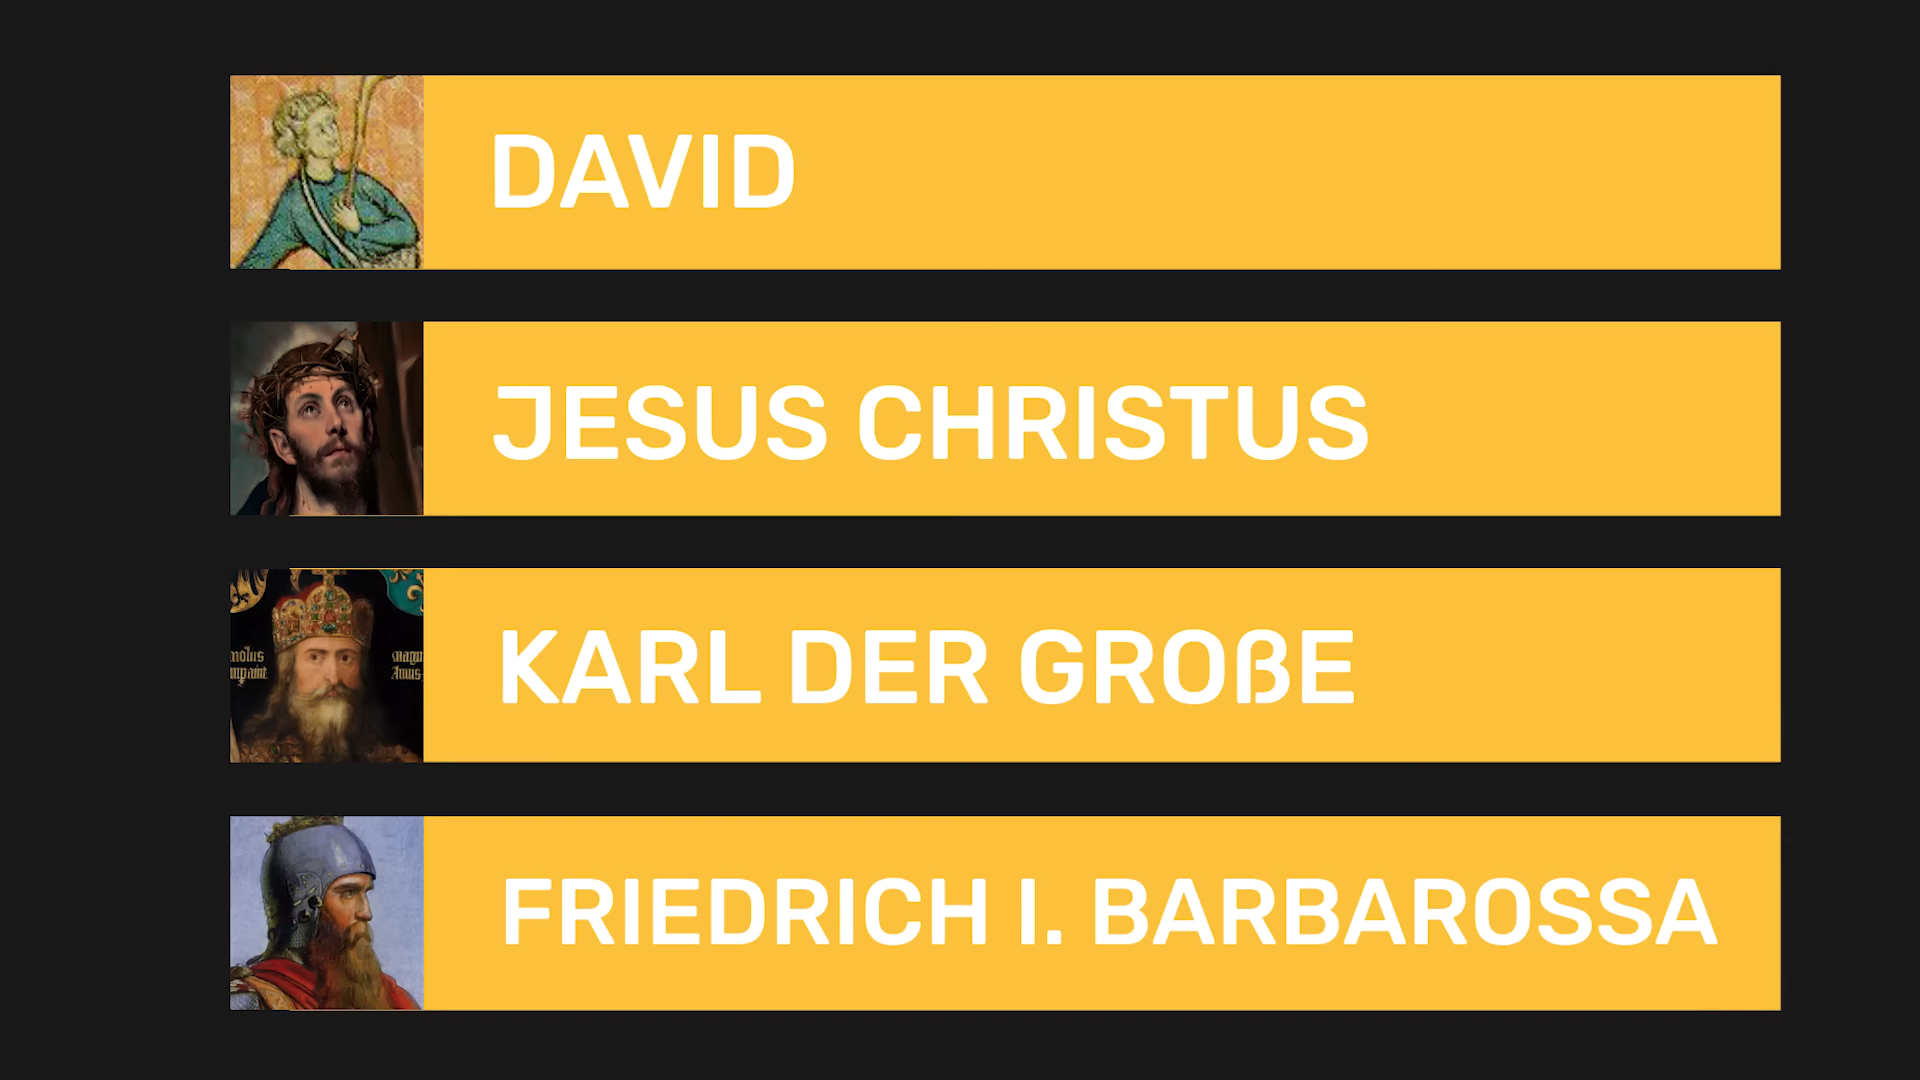 DAVID
JESUS CHRISTUS
KARL DER GROẞE
FRIEDRICH I. BARBAROSSA